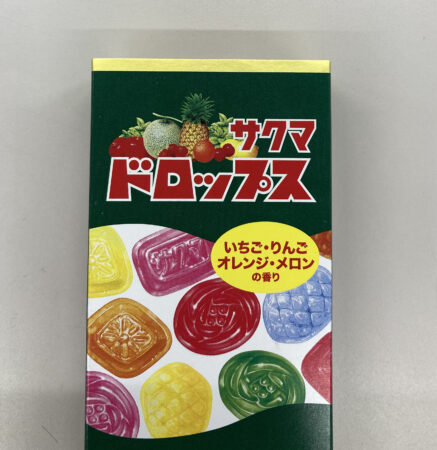 サクマ
ドロップス
いちご・りんご
オレンジ・メロン
の香り